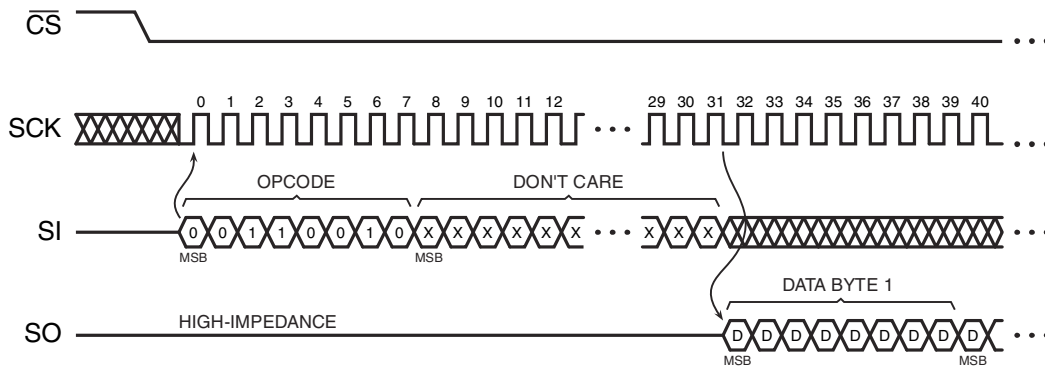 CS
SCK
0 1 2 3 4 5 6 7 8 9 10 11 12 29 30 31 32 33 34 35 36 37 38 39 40
OPCODE DON'T CARE
SI 0 0 1 1 0 0 1 0 X X X X X X X X X
MSB MSB
DATA BYTE 1
SO HIGH-IMPEDANCE D D D D D D D D D
MSB MSB